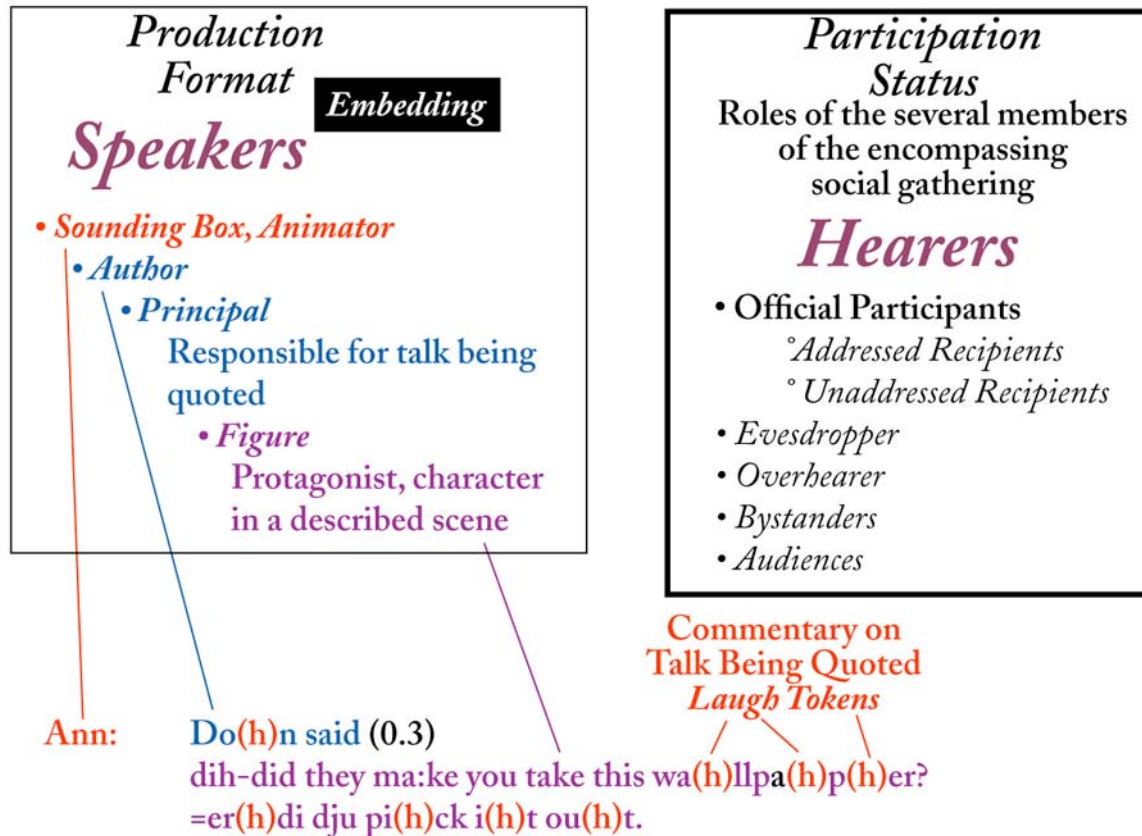 Production
Format
Embedding
Speakers
• Sounding Box, Animator
• Author
• Principal
Responsible for talk being
quoted
• Figure
Protagonist, character
in a described scene
Participation
Status
Roles of the several members
of the encompassing
social gathering
Hearers
• Official Participants
°Addressed Recipients
° Unaddressed Recipients
• Evesdropper
• Overhearer
• Bystanders
• Audiences
Commentary on
Talk Being Quoted
Laugh Tokens
Ann: Do(h)n said (0.3)
dih-did they ma:ke you take this wa(h)llpa(h)p(h)er?
=er(h)di dju pi(h)ck i(h)t ou(h)t.